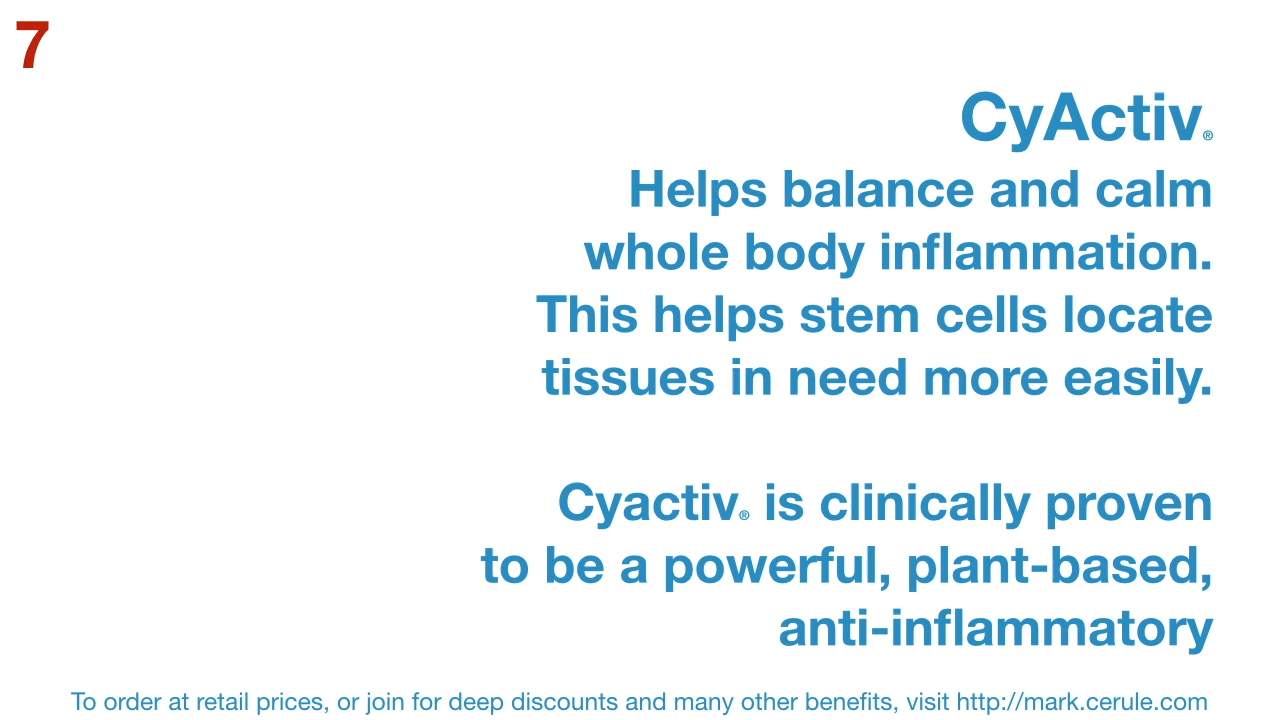 7
CyActiv®
Helps balance and calm
whole body inflammation.
This helps stem cells locate
tissues in need more easily.
Cyactiv® is clinically proven
to be a powerful, plant-based,
anti-inflammatory
To order at retail prices, or join for deep discounts and many other benefits, visit http://mark.cerule.com